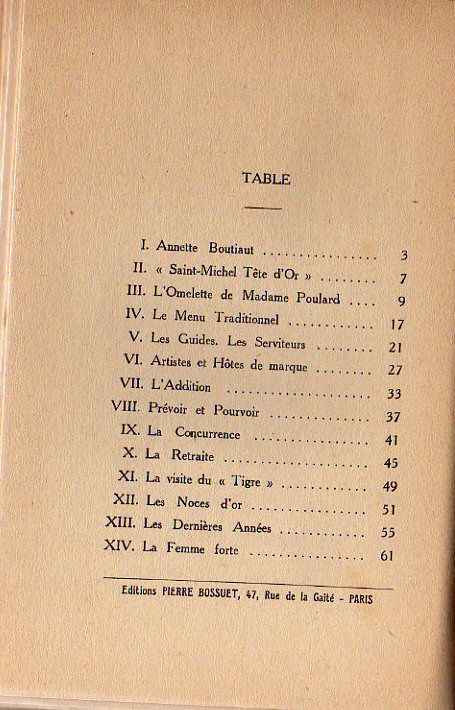 TABLE
I. Annette Boutiaut ................ 3
II. « Saint-Michel Tête d'Or » ........ 7
III. L'Omelette de Madame Poulard .... 9
IV. Le Menu Traditionnel ............ 17
V. Les Guides. Les Serviteurs ........ 21
VI. Artistes et Hôtes de marque ........ 27
VII. L'Addition ................ 33
VIII. Prévoir et Pourvoir .............. 37
IX. La Concurrence ................ 41
X. La Retraite .................... 45
XI. La visite du « Tigre » ............ 49
XII. Les Noces d'or ................ 51
XIII. Les Dernières Années ............ 55
XIV. La Femme forte ................ 61
Editions PIERRE BOSSUET, 47, Rue de la Gaîté - PARIS